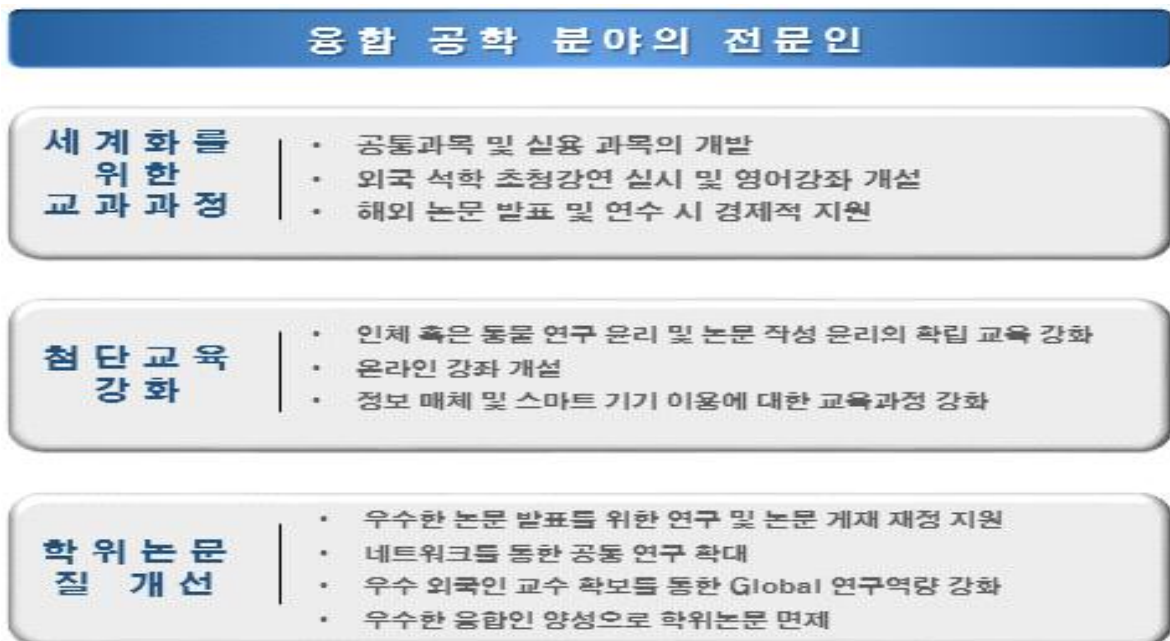 융합 공학 분야의 전문인
세계화를
위한
교과과정
• 공통과목 및 실용 과목의 개발
• 외국 석학 초청강연 실시 및 영어강좌 개설
• 해외 논문 발표 및 연수 시 경제적 지원
첨단교육
강화
• 인체 혹은 동물 연구 윤리 및 논문 작성 윤리의 확립 교육 강화
• 온라인 강좌 개설
• 정보 매체 및 스마트 기기 이용에 대한 교육과정 강화
학위논문
질 개선
• 우수한 논문 발표를 위한 연구 및 논문 게재 재정 지원
• 네트워크를 통한 공동 연구 확대
• 우수 외국인 교수 확보를 통한 Global 연구역량 강화
• 우수한 융합인 양성으로 학위논문 면제